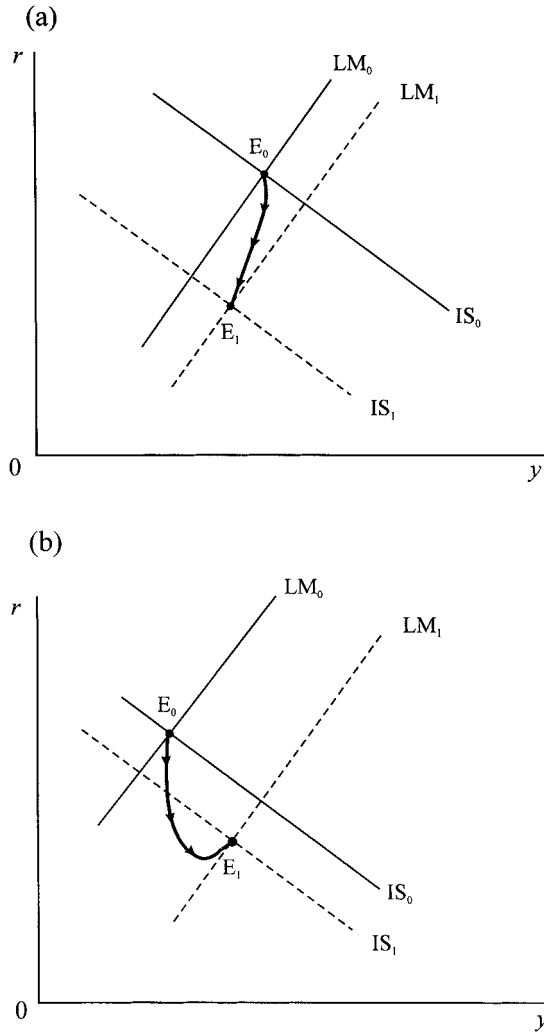 (a)
r
LM₀
LM₁
E₀
E₁
IS₀
IS₁
0
y
(b)
r
LM₀
LM₁
E₀
E₁
IS₀
IS₁
0
y